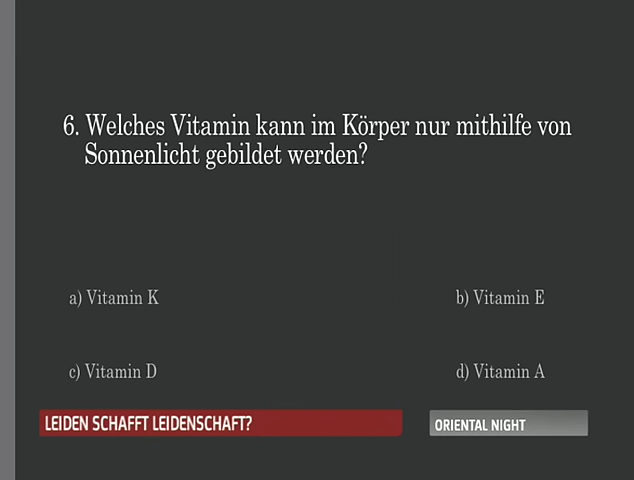 6. Welches Vitamin kann im Körper nur mithilfe von
Sonnenlicht gebildet werden?
a) Vitamin K
b) Vitamin E
c) Vitamin D
d) Vitamin A
LEIDEN SCHAFFT LEIDENSCHAFT?
ORIENTAL NIGHT